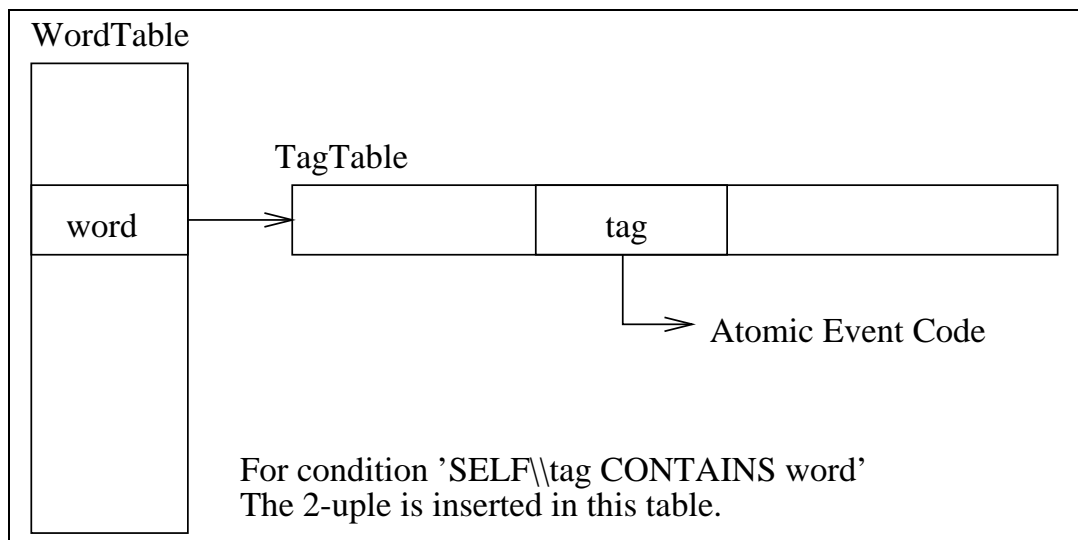 WordTable
TagTable
word
tag
Atomic Event Code
For condition ’SELF\\tag CONTAINS word’
The 2-uple is inserted in this table.